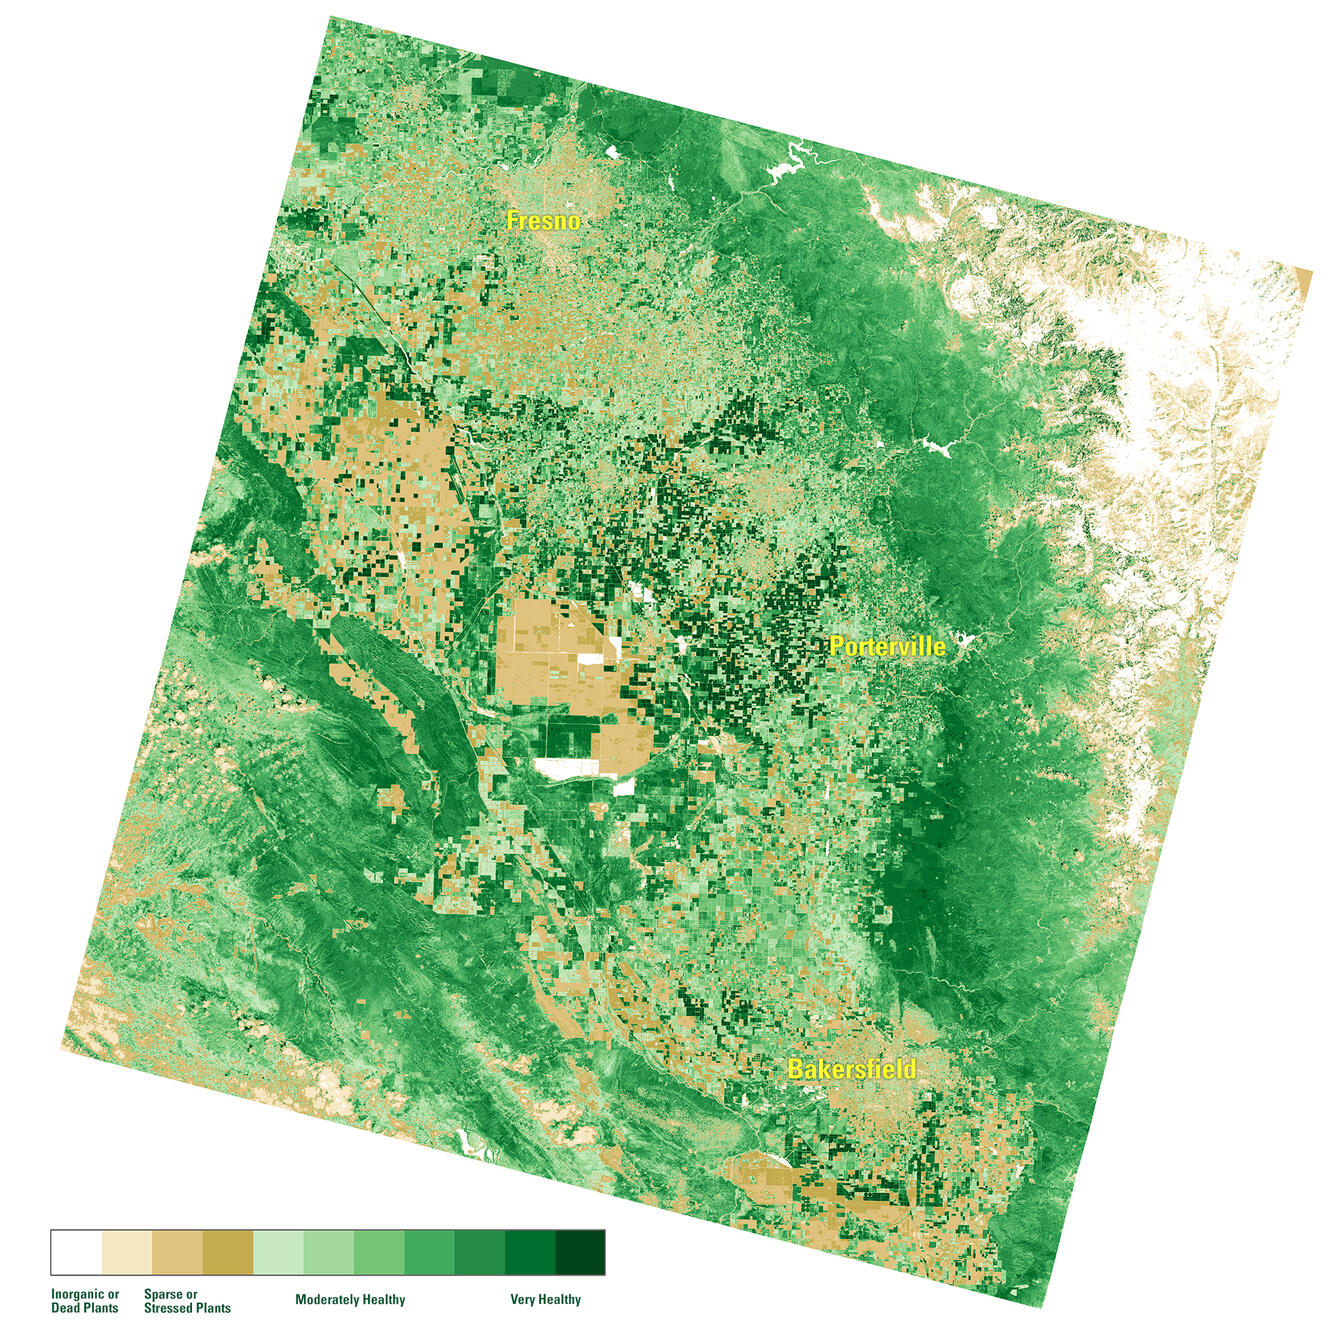 Fresno
Porterville
Bakersfield
Inorganic or
Dead Plants
Sparse or
Stressed Plants
Moderately Healthy
Very Healthy